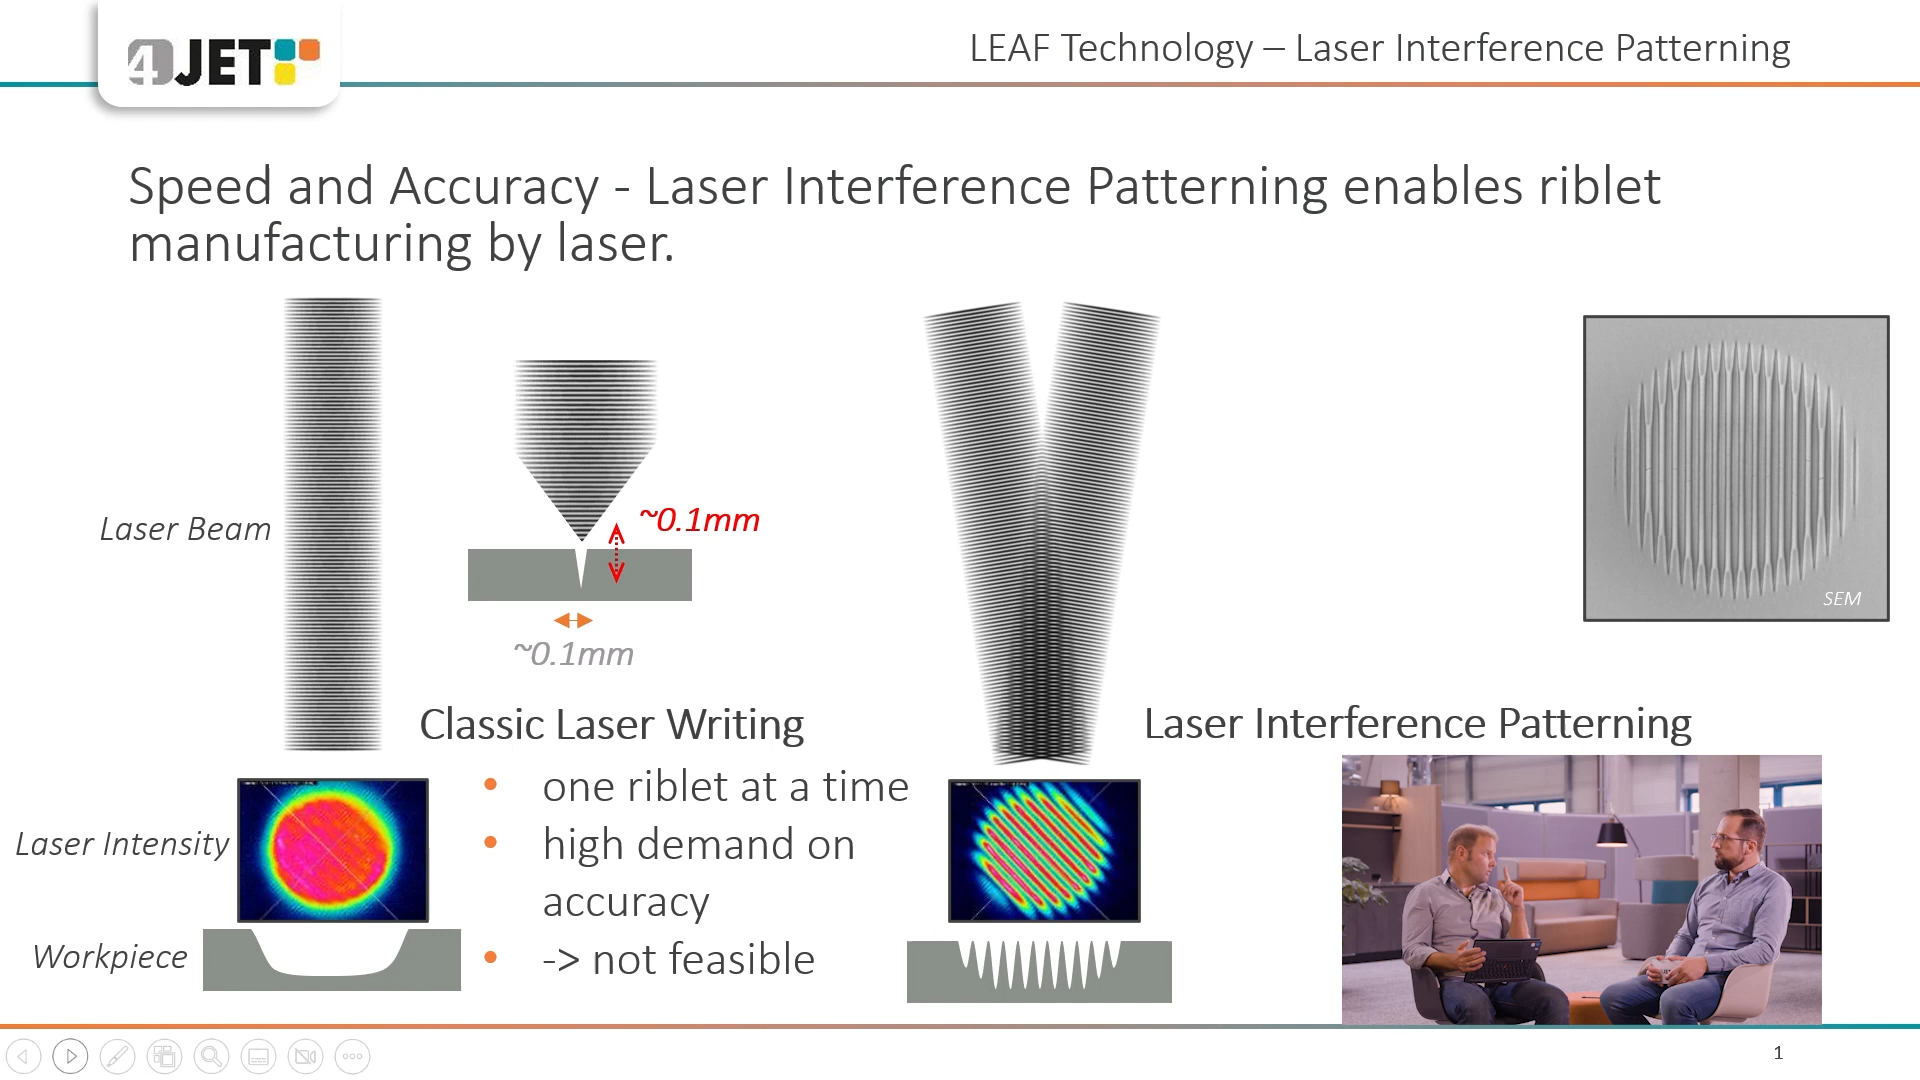 4JET
LEAF Technology – Laser Interference Patterning
Speed and Accuracy - Laser Interference Patterning enables riblet
manufacturing by laser.
Laser Beam
~0.1mm
~0.1mm
SEM
Classic Laser Writing
• one riblet at a time
• high demand on
accuracy
• -> not feasible
Laser Interference Patterning
Laser Intensity
Workpiece
1